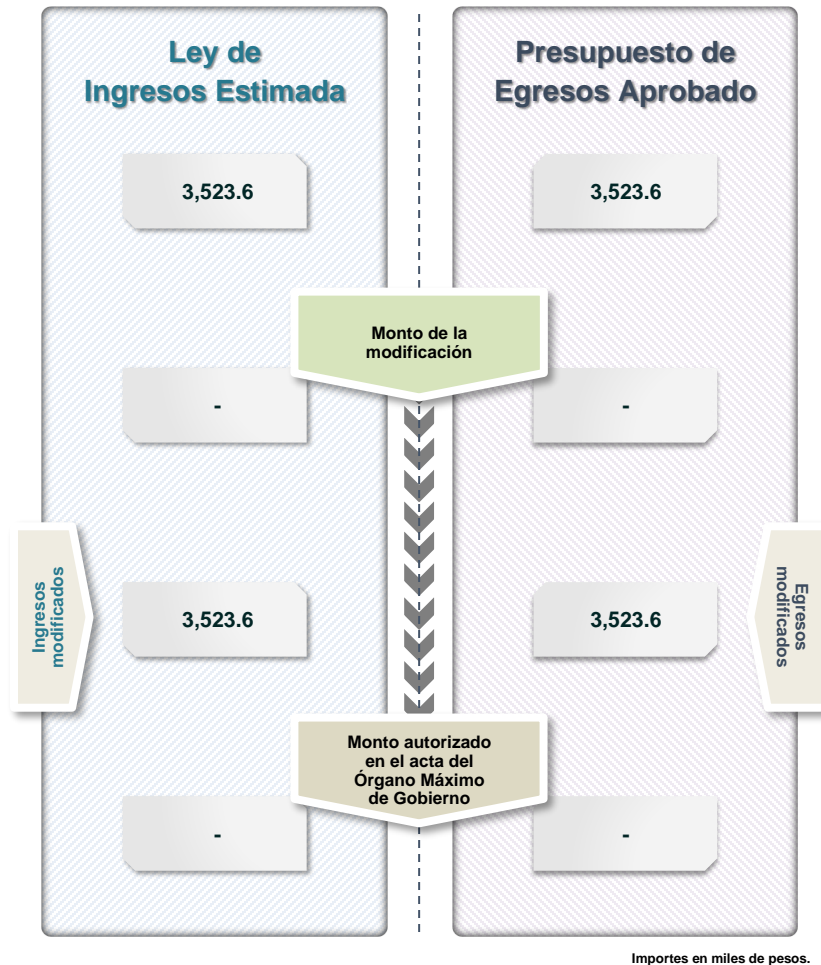 Ley de
Ingresos Estimada
Presupuesto de
Egresos Aprobado
3,523.6
3,523.6
Monto de la
modificación
-
-
Ingresos
modificados
3,523.6
3,523.6
Egresos
modificados
Monto autorizado
en el acta del
Órgano Máximo
de Gobierno
-
-
Importes en miles de pesos.